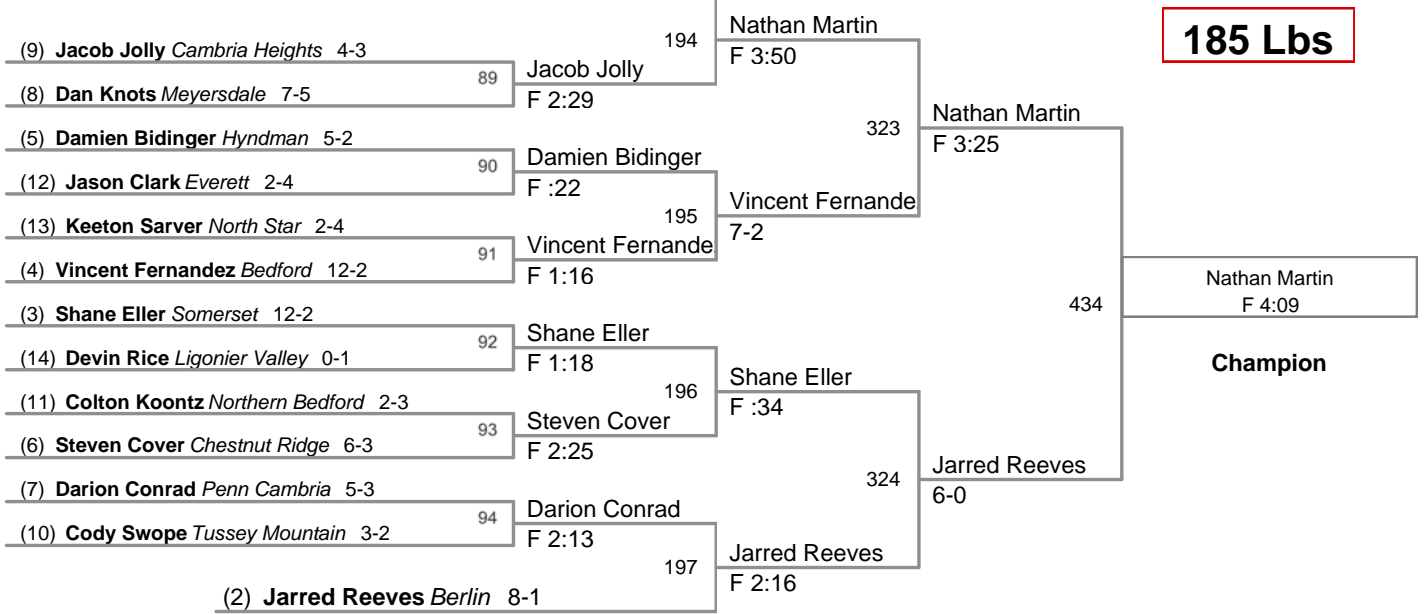 185 Lbs
(9) Jacob Jolly Cambria Heights 4-3
89
(8) Dan Knots Meyersdale 7-5
(5) Damien Bidinger Hyndman 5-2
90
(12) Jason Clark Everett 2-4
(13) Keeton Sarver North Star 2-4
91
(4) Vincent Fernandez Bedford 12-2
(3) Shane Eller Somerset 12-2
92
(14) Devin Rice Ligonier Valley 0-1
(11) Colton Koontz Northern Bedford 2-3
93
(6) Steven Cover Chestnut Ridge 6-3
(7) Darion Conrad Penn Cambria 5-3
94
(10) Cody Swope Tussey Mountain 3-2
(2) Jarred Reeves Berlin 8-1
Jacob Jolly
F 2:29
194
Damien Bidinger
F :22
195
Vincent Fernande
F 1:16
Shane Eller
F 1:18
196
Steven Cover
F 2:25
Darion Conrad
F 2:13
197
Nathan Martin
F 3:50
323
Vincent Fernande
7-2
Shane Eller
F :34
324
Jarred Reeves
F 2:16
Nathan Martin
F 3:25
434
Jarred Reeves
6-0
Nathan Martin
F 4:09
Champion